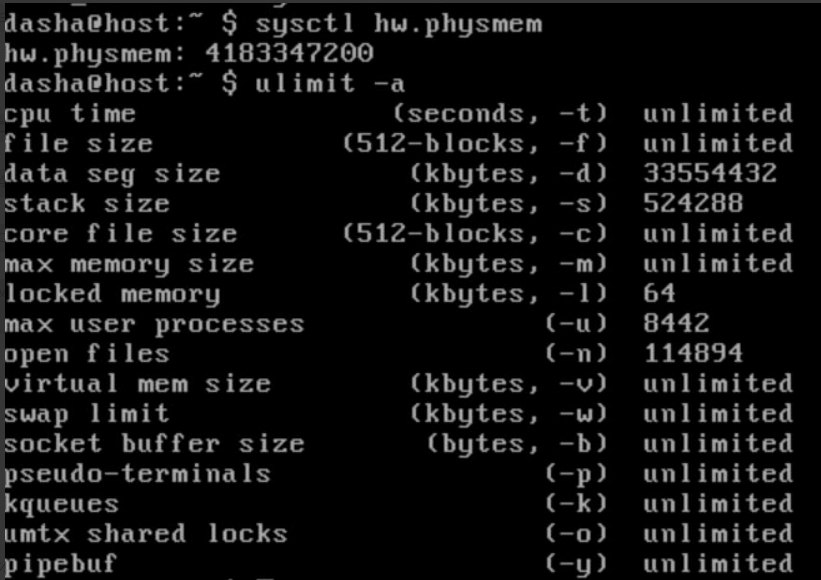 dasha@host:~ $ sysctl hw.physmem
hw.physmem: 4183347200
dasha@host:~ $ ulimit -a
cpu time (seconds, -t) unlimited
file size (512-blocks, -f) unlimited
data seg size (kbytes, -d) 33554432
stack size (kbytes, -s) 524288
core file size (512-blocks, -c) unlimited
max memory size (kbytes, -m) unlimited
locked memory (kbytes, -l) 64
max user processes (-u) 8442
open files (-n) 114894
virtual mem size (kbytes, -v) unlimited
swap limit (kbytes, -w) unlimited
socket buffer size (bytes, -b) unlimited
pseudo-terminals (-p) unlimited
kqueues (-k) unlimited
umtx shared locks (-o) unlimited
pipebuf (-y) unlimited